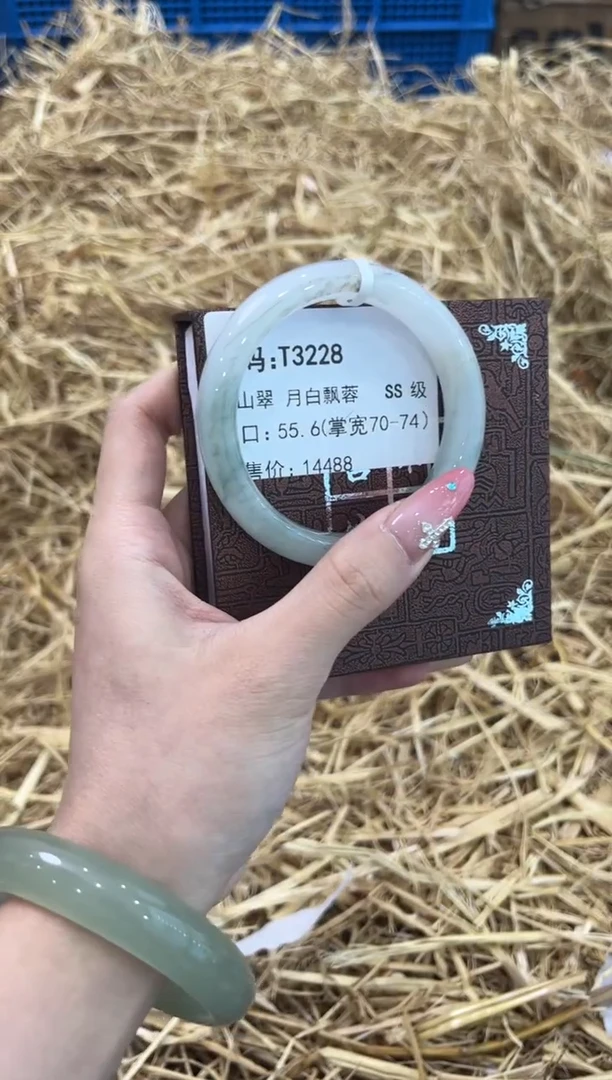 码:T3228
山翠 月白飘蓉 SS 级
口: 55.6(掌宽70-74)
售价: 14488